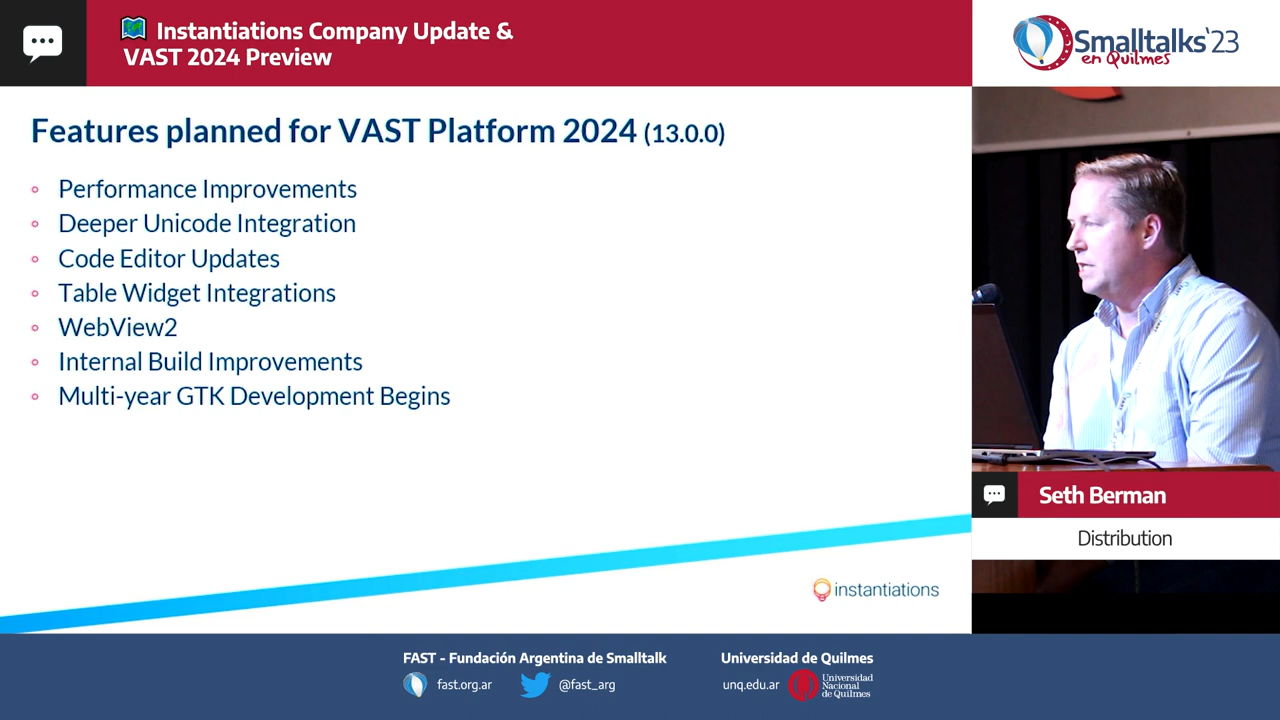 Instantiations Company Update &
VAST 2024 Preview
Smalltalks'23
en Quilmes
Features planned for VAST Platform 2024 (13.0.0)
Performance Improvements
Deeper Unicode Integration
Code Editor Updates
Table Widget Integrations
WebView2
Internal Build Improvements
Multi-year GTK Development Begins
instantiations
Seth Berman
Distribution
FAST - Fundación Argentina de Smalltalk
fast.org.ar
@fast_arg
Universidad de Quilmes
unq.edu.ar
Universidad
Nacional
de Quilmes